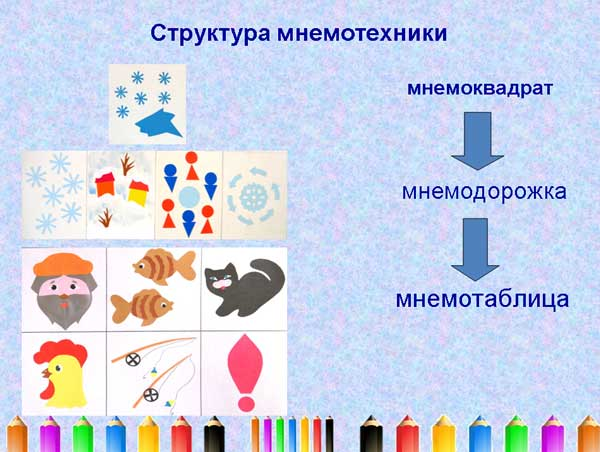 Структура мнемотехники
мнемоквадрат
мнемодорожка
мнемотаблица